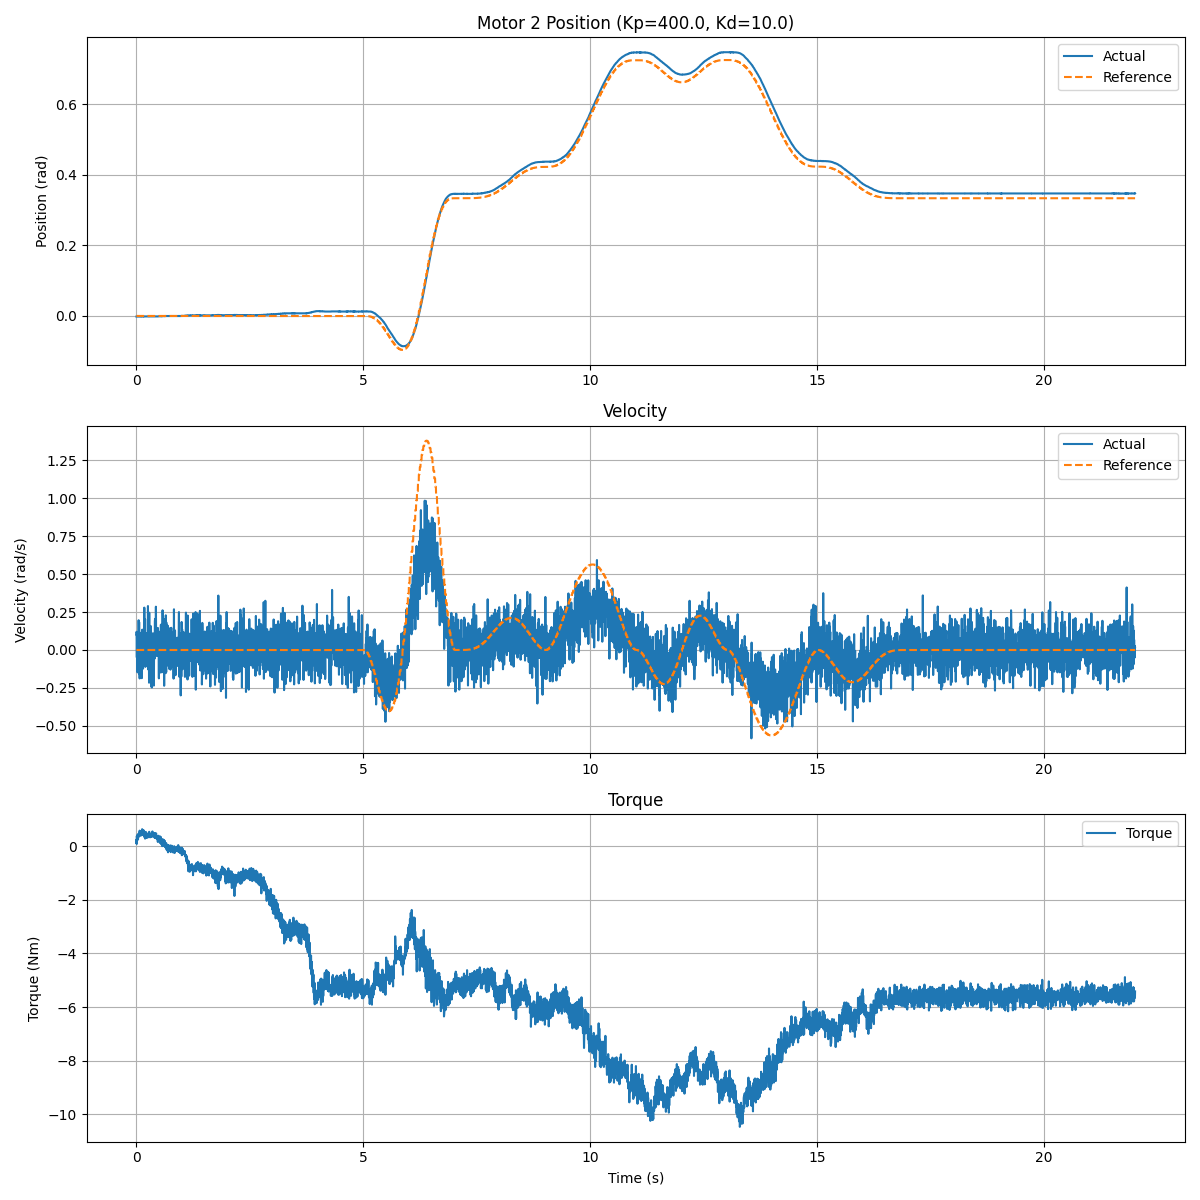 Motor 2 Position (Kp=400.0, Kd=10.0)
Actual
Reference
0.6
0.4
0.2
0.0
Position (rad)
0 5 10 15 20
Velocity
Actual
Reference
1.25
1.00
0.75
0.50
0.25
0.00
−0.25
−0.50
Velocity (rad/s)
0 5 10 15 20
Torque
Torque
0
−2
−4
−6
−8
−10
Torque (Nm)
0 5 10 15 20
Time (s)